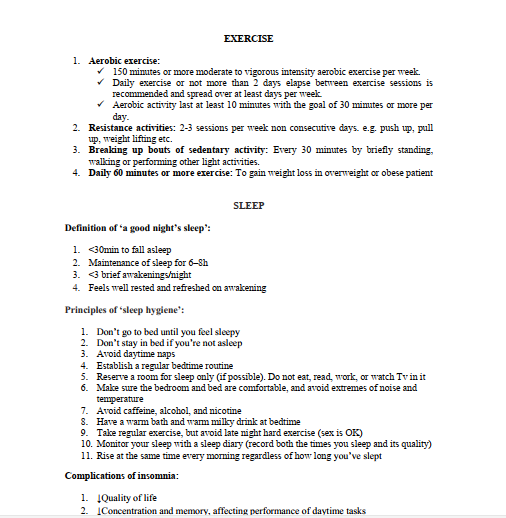 EXERCISE
1. Aerobic exercise:
✓ 150 minutes or more moderate to vigorous intensity aerobic exercise per week.
✓ Daily exercise or not more than 2 days elapse between exercise sessions is
recommended and spread over at least days per week.
✓ Aerobic activity last at least 10 minutes with the goal of 30 minutes or more per
day.
2. Resistance activities: 2-3 sessions per week non consecutive days. e.g. push up, pull
up, weight lifting etc.
3. Breaking up bouts of sedentary activity: Every 30 minutes by briefly standing,
walking or performing other light activities.
4. Daily 60 minutes or more exercise: To gain weight loss in overweight or obese patient
SLEEP
Definition of ‘a good night’s sleep’:
1. <30min to fall asleep
2. Maintenance of sleep for 6–8h
3. <3 brief awakenings/night
4. Feels well rested and refreshed on awakening
Principles of ‘sleep hygiene’:
1. Don’t go to bed until you feel sleepy
2. Don’t stay in bed if you’re not asleep
3. Avoid daytime naps
4. Establish a regular bedtime routine
5. Reserve a room for sleep only (if possible). Do not eat, read, work, or watch Tv in it
6. Make sure the bedroom and bed are comfortable, and avoid extremes of noise and
temperature
7. Avoid caffeine, alcohol, and nicotine
8. Have a warm bath and warm milky drink at bedtime
9. Take regular exercise, but avoid late night hard exercise (sex is OK)
10. Monitor your sleep with a sleep diary (record both the times you sleep and its quality)
11. Rise at the same time every morning regardless of how long you’ve slept
Complications of insomnia:
1. ↓Quality of life
2. ↓Concentration and memory, affecting performance of daytime tasks